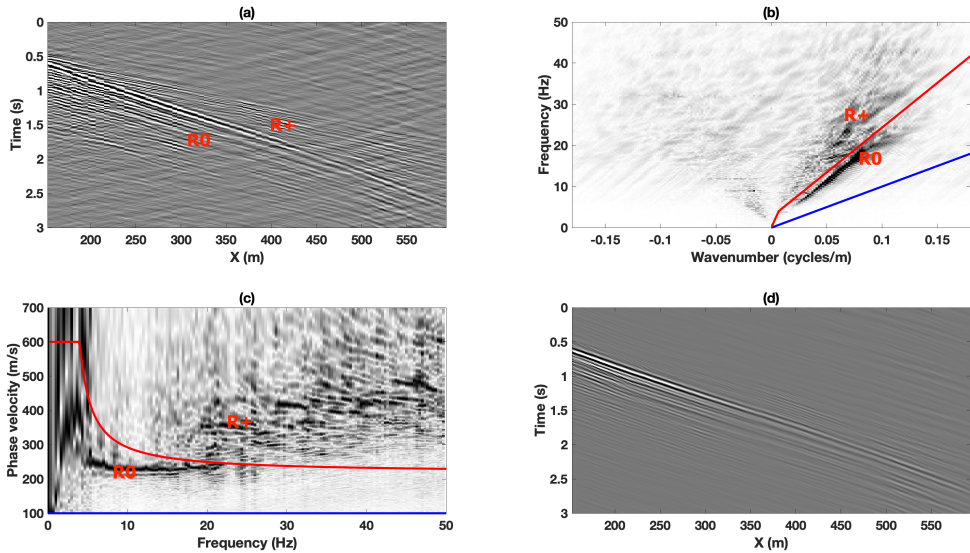 (a)
0
0.5
1
1.5
2
2.5
3
Time (s)
R0
R+
200 250 300 350 400 450 500 550
X (m)
(b)
50
40
30
20
10
0
Frequency (Hz)
R+
R0
-0.15 -0.1 -0.05 0 0.05 0.1 0.15
Wavenumber (cycles/m)
(c)
700
600
500
400
300
200
100
Phase velocity (m/s)
R+
R0
0 10 20 30 40 50
Frequency (Hz)
(d)
0
0.5
1
1.5
2
2.5
3
Time (s)
200 250 300 350 400 450 500 550
X (m)